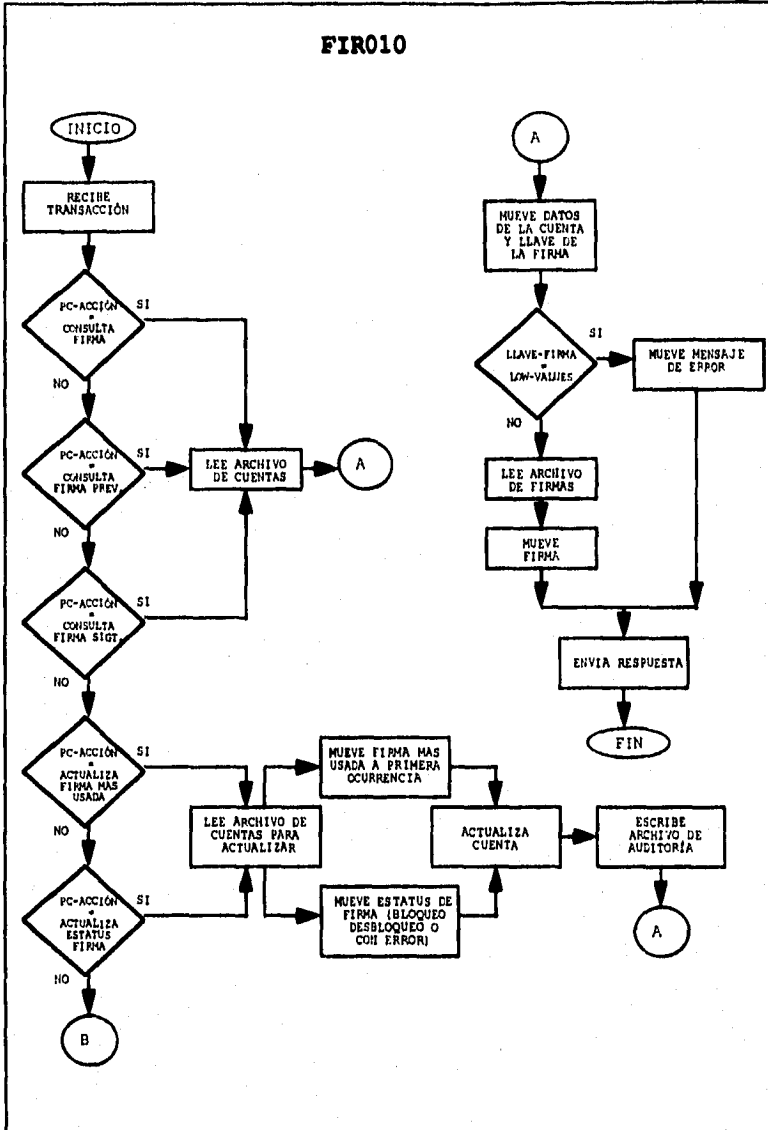 FIR010
INICIO
RECIBE
TRANSACCIÓN
PC-ACCIÓN
=
CONSULTA
FIRMA
SI
NO
PC-ACCIÓN
=
CONSULTA
FIRMA PREV.
SI
NO
LEE ARCHIVO
DE CUENTAS
A
PC-ACCIÓN
=
CONSULTA
FIRMA SIGT.
SI
NO
PC-ACCIÓN
=
ACTUALIZA
FIRMA MAS
USADA
SI
NO
LEE ARCHIVO DE
CUENTAS PARA
ACTUALIZAR
MUEVE FIRMA MAS
USADA A PRIMERA
OCURRENCIA
MUEVE ESTATUS DE
FIRMA (BLOQUEO
DESBLOQUEO O
CON ERROR)
ACTUALIZA
CUENTA
ESCRIBE
ARCHIVO DE
AUDITORÍA
A
PC-ACCIÓN
=
ACTUALIZA
ESTATUS
FIRMA
SI
NO
B
A
MUEVE DATOS
DE LA CUENTA
Y LLAVE DE
LA FIRMA
LLAVE-FIRMA
=
LOW-VALUES
SI
NO
MUEVE MENSAJE
DE ERROR
LEE ARCHIVO
DE FIRMAS
MUEVE
FIRMA
ENVIA RESPUESTA
FIN